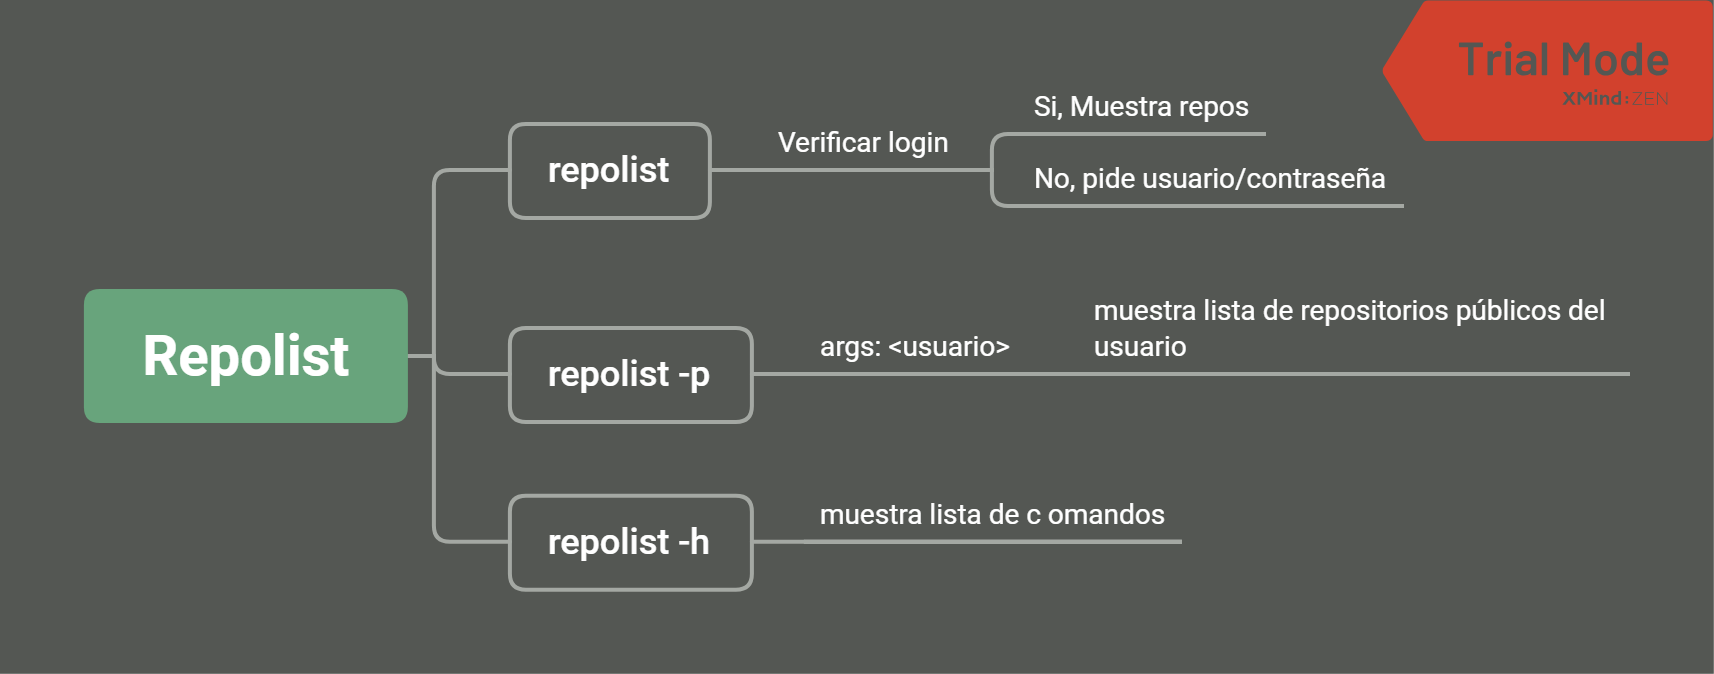 Trial Mode
XMind:ZEN
Repolist
repolist
Verificar login
Si, Muestra repos
No, pide usuario/contraseña
repolist -p
args: <usuario>
muestra lista de repositorios públicos del
usuario
repolist -h
muestra lista de c omandos